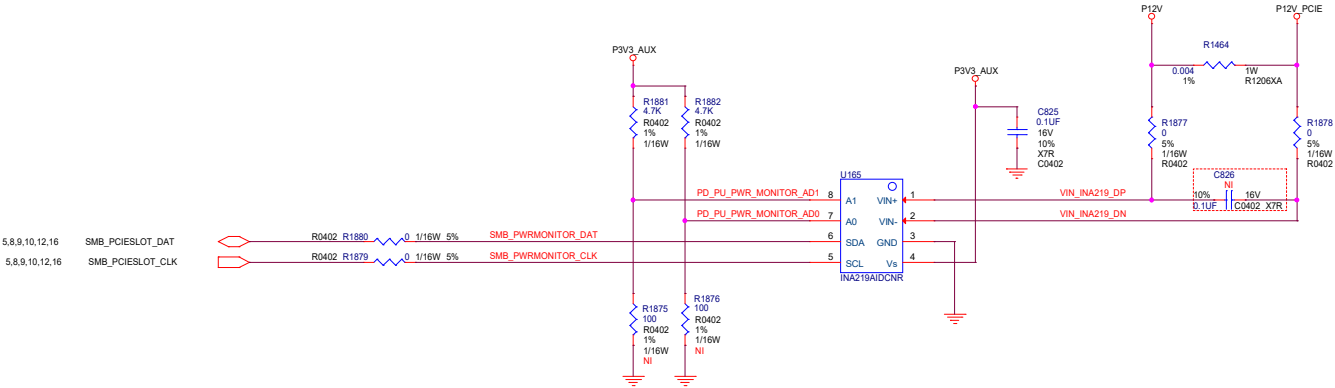 P12V
P12V_PCIE
R1464
0.004
1%
1W
R1206XA
P3V3_AUX
P3V3_AUX
R1881
4.7K
R0402
1%
1/16W
R1882
4.7K
R0402
1%
1/16W
C825
0.1UF
16V
10%
X7R
C0402
R1877
0
5%
1/16W
R0402
R1878
0
5%
1/16W
R0402
C826
NI
10%
16V
0.1UF
C0402 X7R
U165
PD_PU_PWR_MONITOR_AD1 8 A1 VIN+ 1 VIN_INA219_DP
PD_PU_PWR_MONITOR_AD0 7 A0 VIN- 2 VIN_INA219_DN
5,8,9,10,12,16 SMB_PCIESLOT_DAT R0402 R1880 0 1/16W 5% SMB_PWRMONITOR_DAT 6 SDA GND 3
5,8,9,10,12,16 SMB_PCIESLOT_CLK R0402 R1879 0 1/16W 5% SMB_PWRMONITOR_CLK 5 SCL Vs 4
INA219AIDCNR
R1875
100
R0402
1%
1/16W
NI
R1876
100
R0402
1%
1/16W
NI